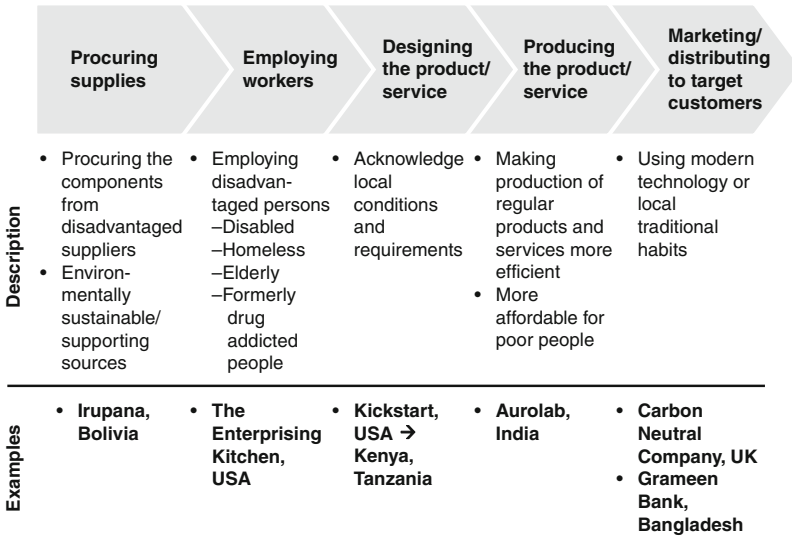 Procuring
supplies
Employing
workers
Designing
the product/
service
Producing
the product/
service
Marketing/
distributing
to target
customers
Description
• Procuring the
components
from
disadvantaged
suppliers
• Environ-
mentally
sustainable/
supporting
sources
• Employing
disadvan-
taged persons
–Disabled
–Homeless
–Elderly
–Formerly
drug
addicted
people
• Acknowledge
local
conditions
and
requirements
• Making
production of
regular
products and
services more
efficient
• More
affordable for
poor people
• Using modern
technology or
local
traditional
habits
Examples
• Irupana,
Bolivia
• The
Enterprising
Kitchen,
USA
• Kickstart,
USA →
Kenya,
Tanzania
• Aurolab,
India
• Carbon
Neutral
Company, UK
• Grameen
Bank,
Bangladesh